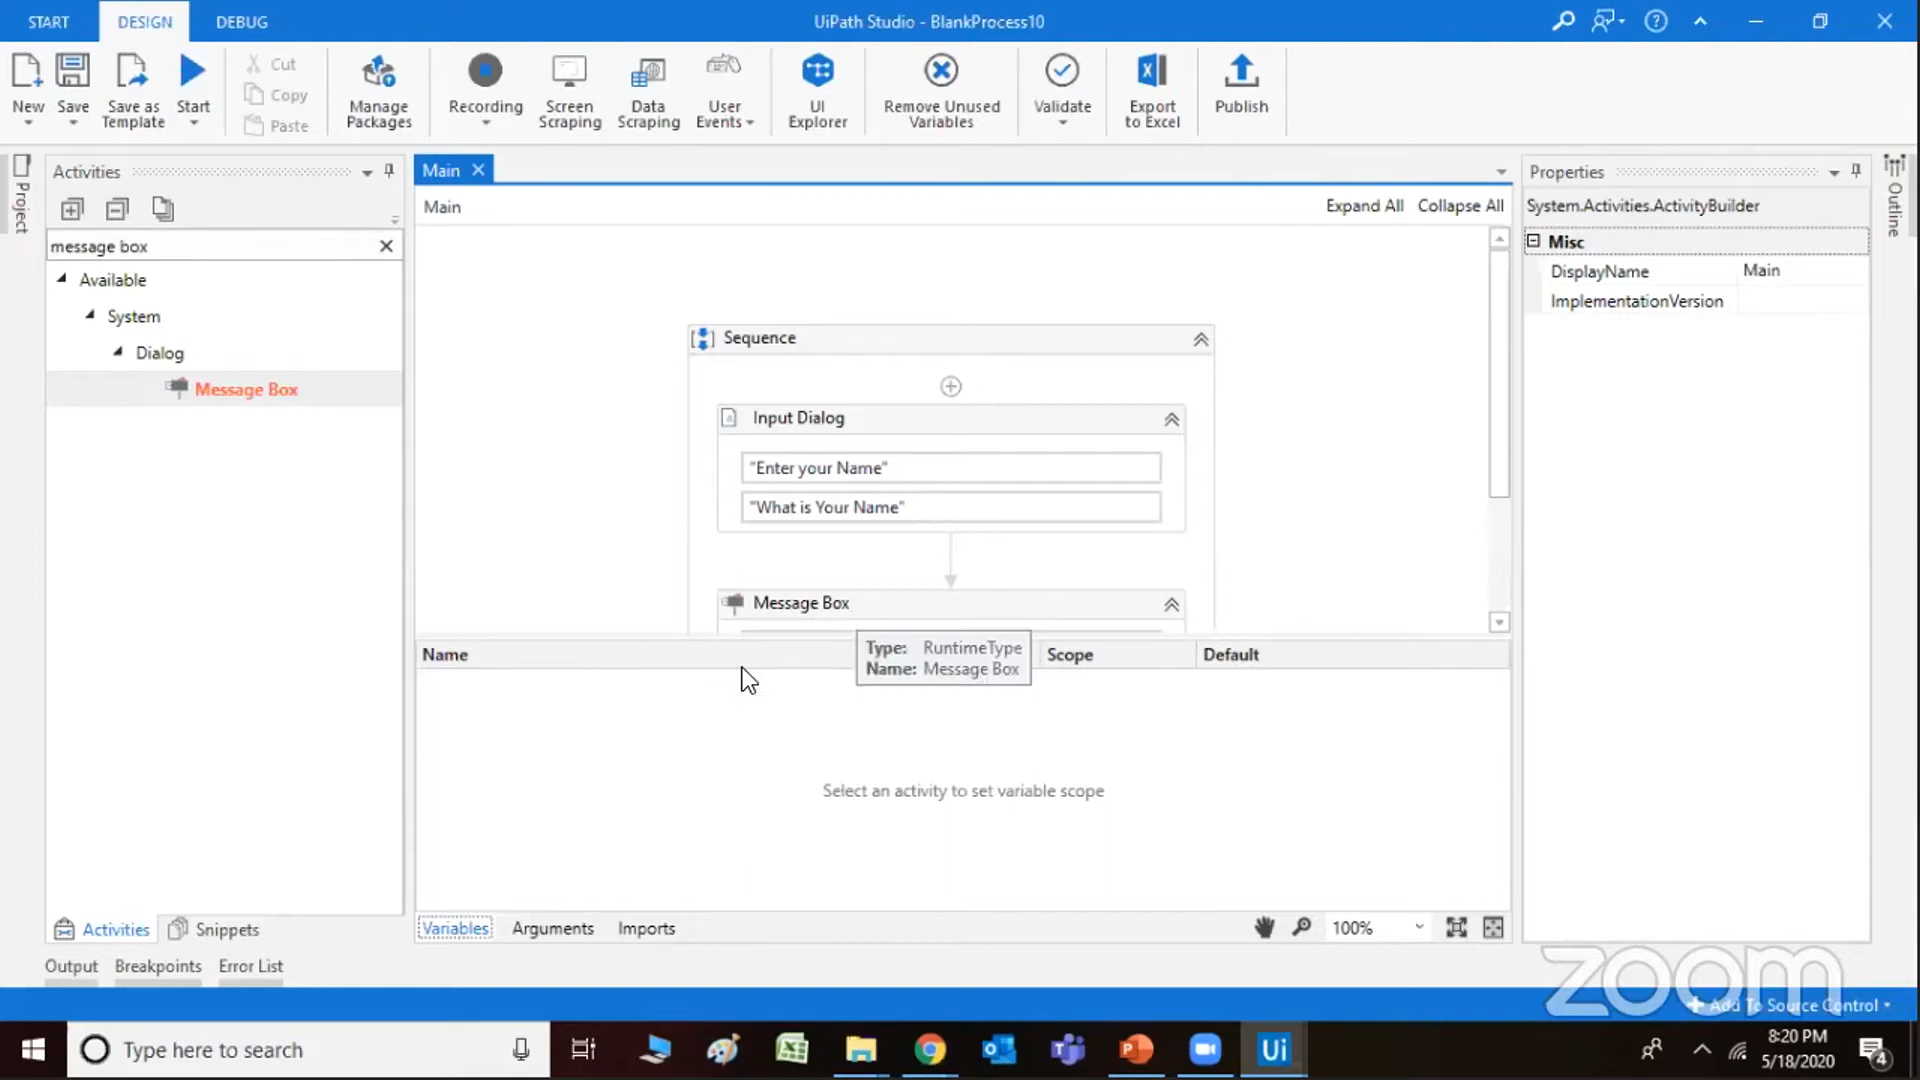 START DESIGN DEBUG UiPath Studio - BlankProcess10
New Save Save as Template Start
Cut
Copy
Paste
Manage Packages
Recording
Screen Scraping
Data Scraping
User Events
UI Explorer
Remove Unused Variables
Validate
Export to Excel
Publish
Project
Activities
message box
Available
System
Dialog
Message Box
Activities Snippets
Main
Main Expand All Collapse All
Sequence
Input Dialog
"Enter your Name"
"What is Your Name"
Message Box
Type: RuntimeType
Name: Message Box
Name Scope Default
Select an activity to set variable scope
Variables Arguments Imports 100%
Properties
System.Activities.ActivityBuilder
Misc
DisplayName Main
ImplementationVersion
Outline
Output Breakpoints Error List
zoom
Add To Source Control
Type here to search
Ui
8:20 PM
5/18/2020
4